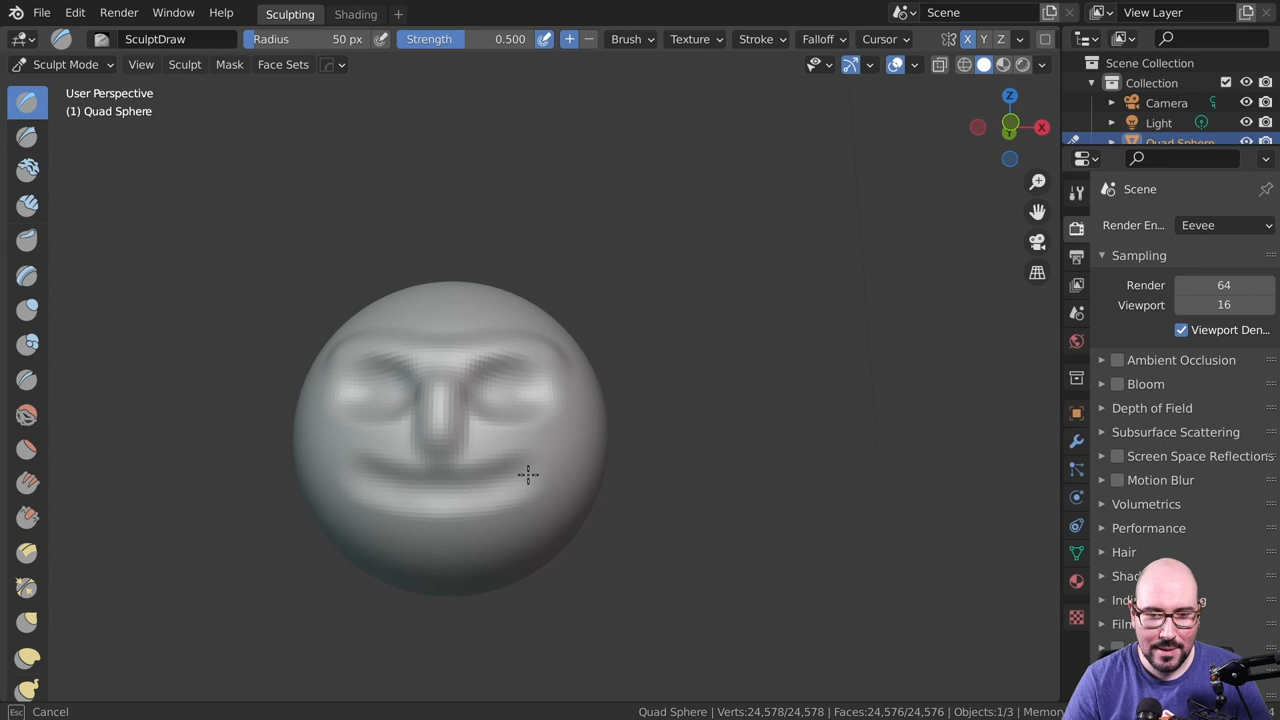 File Edit Render Window Help Sculpting Shading + Scene View Layer
SculptDraw Radius 50 px Strength 0.500 + − Brush Texture Stroke Falloff Cursor X Y Z
Sculpt Mode View Sculpt Mask Face Sets
Scene Collection
Collection
Camera
Light
Quad Sphere
User Perspective
(1) Quad Sphere
Z
X
Y
Scene
Render En... Eevee
Sampling
Render 64
Viewport 16
Viewport Den...
Ambient Occlusion
Bloom
Depth of Field
Subsurface Scattering
Screen Space Reflections
Motion Blur
Volumetrics
Performance
Hair
Esc Cancel
Quad Sphere | Verts:24,578/24,578 | Faces:24,576/24,576 | Objects:1/3 |